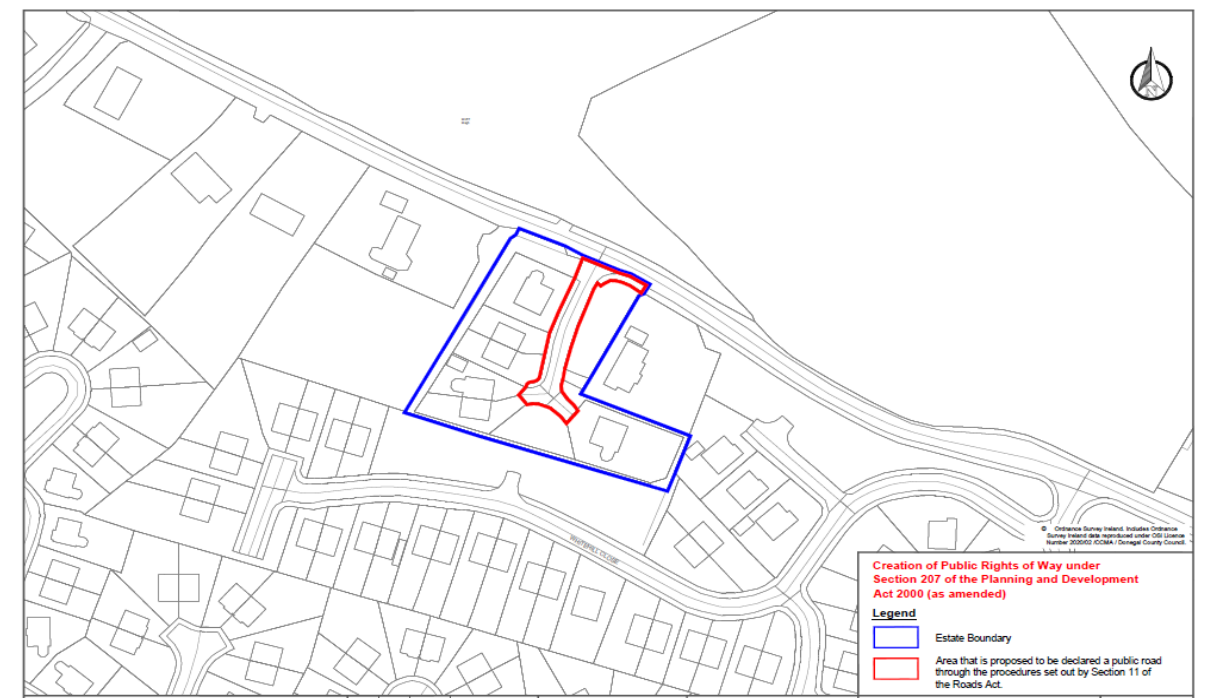 N
WHITEHILL CLOSE
© Ordnance Survey Ireland. Includes Ordnance
Survey Ireland data reproduced under OSI Licence
Number 2020/02 /CCMA / Donegal County Council.
Creation of Public Rights of Way under
Section 207 of the Planning and Development
Act 2000 (as amended)
Legend
Estate Boundary
Area that is proposed to be declared a public road
through the procedures set out by Section 11 of
the Roads Act.